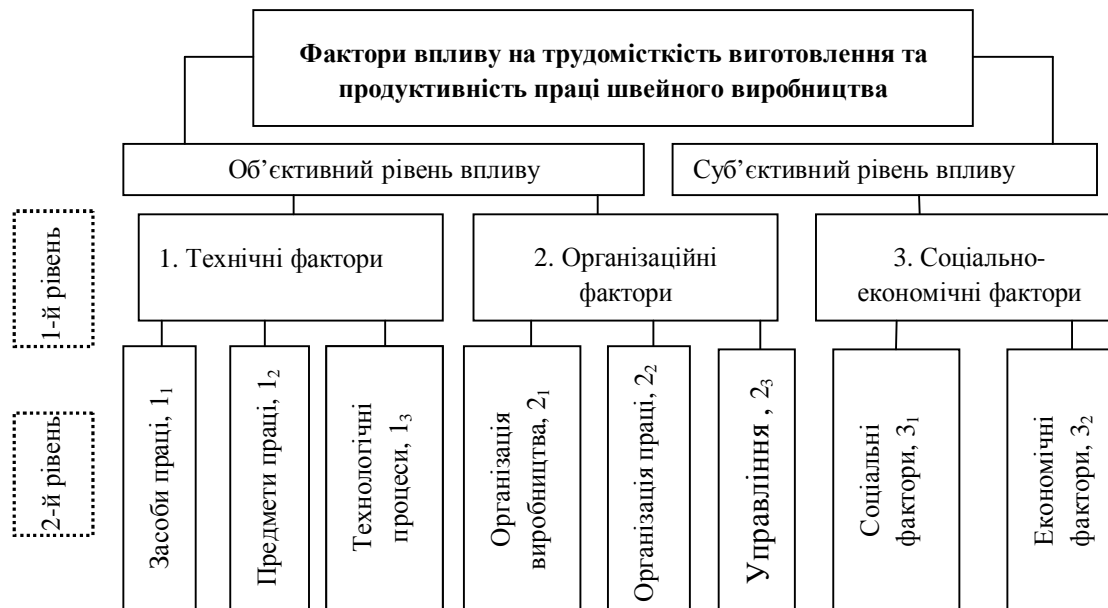 Фактори впливу на трудомісткість виготовлення та
продуктивність праці швейного виробництва
Об’єктивний рівень впливу
Суб’єктивний рівень впливу
1-й рівень
1. Технічні фактори
2. Організаційні
фактори
3. Соціально-
економічні фактори
2-й рівень
Засоби праці, 1₁
Предмети праці, 1₂
Технологічні
процеси, 1₃
Організація
виробництва, 2₁
Організація праці, 2₂
Управління , 2₃
Соціальні
фактори, 3₁
Економічні
фактори, 3₂